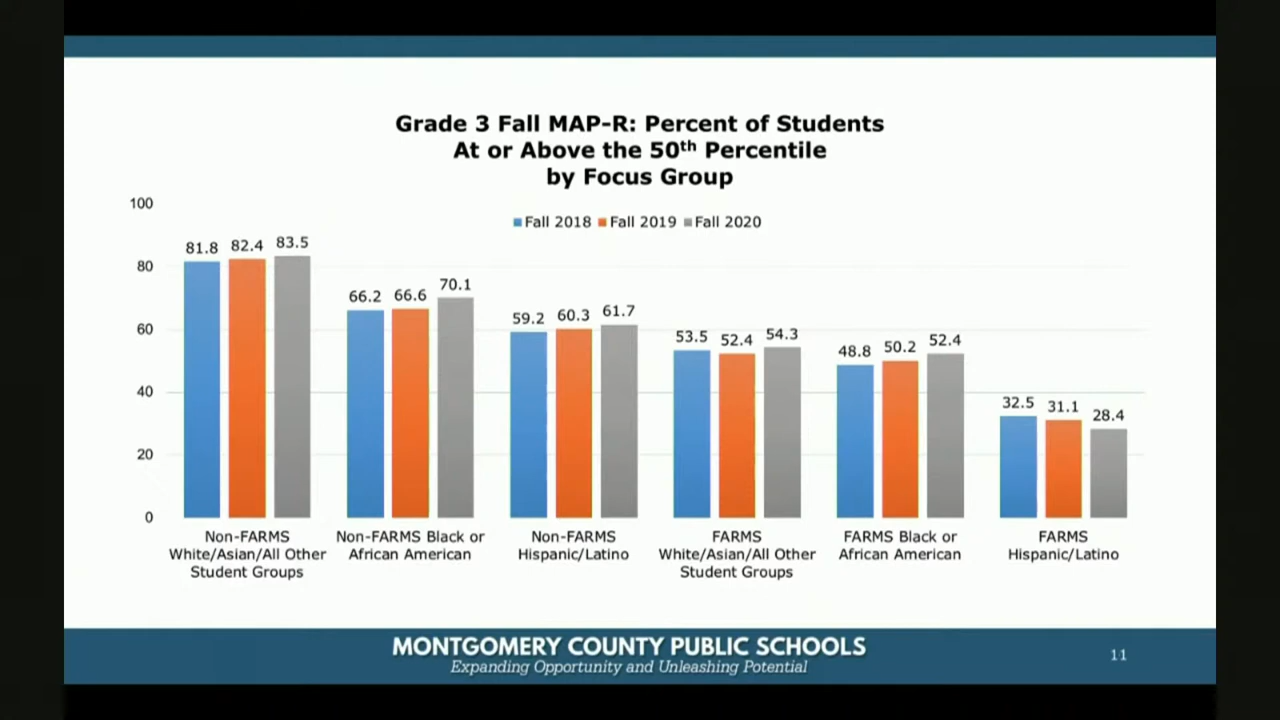 Grade 3 Fall MAP-R: Percent of Students
At or Above the 50th Percentile
by Focus Group
Fall 2018 Fall 2019 Fall 2020
100
80
60
40
20
0
81.8 82.4 83.5
66.2 66.6 70.1
59.2 60.3 61.7
53.5 52.4 54.3
48.8 50.2 52.4
32.5 31.1 28.4
Non-FARMS
White/Asian/All Other
Student Groups
Non-FARMS Black or
African American
Non-FARMS
Hispanic/Latino
FARMS
White/Asian/All Other
Student Groups
FARMS Black or
African American
FARMS
Hispanic/Latino
MONTGOMERY COUNTY PUBLIC SCHOOLS
Expanding Opportunity and Unleashing Potential
11